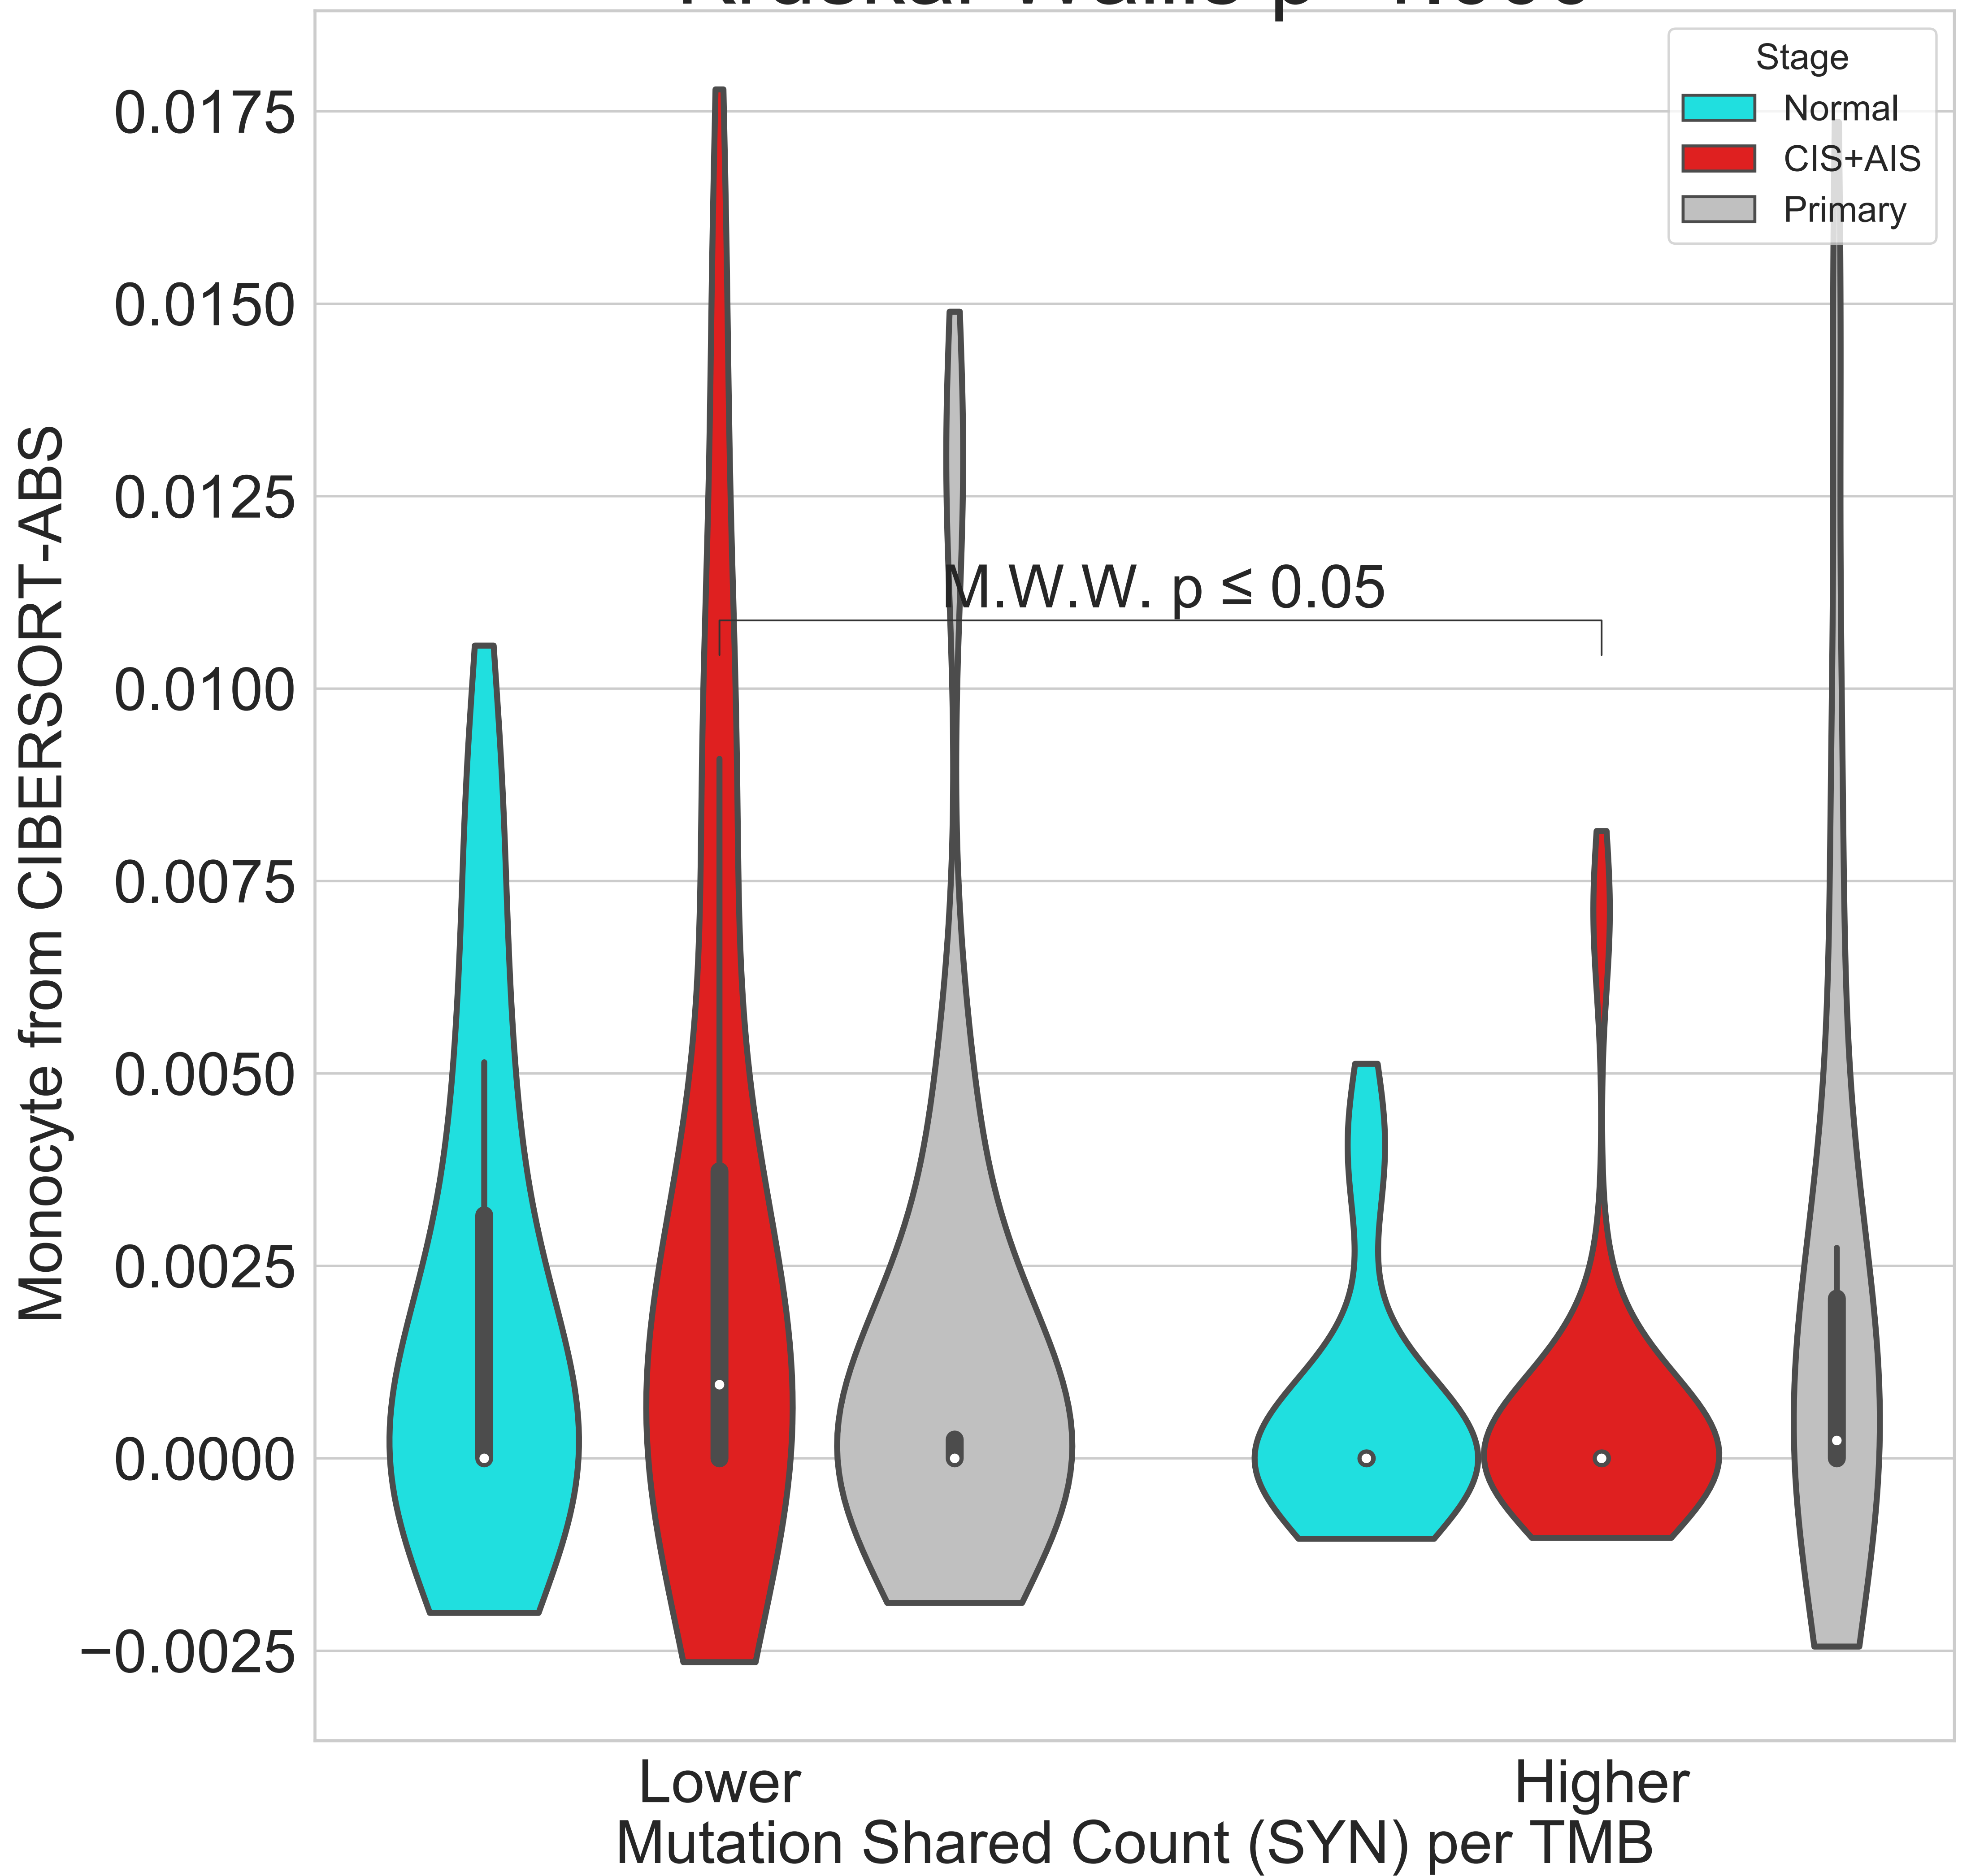 Stage
Normal
CIS+AIS
Primary
0.0175
0.0150
0.0125
0.0100
0.0075
0.0050
0.0025
0.0000
−0.0025
M.W.W. p ≤ 0.05
Monocyte from CIBERSORT-ABS
Lower
Higher
Mutation Shared Count (SYN) per TMB